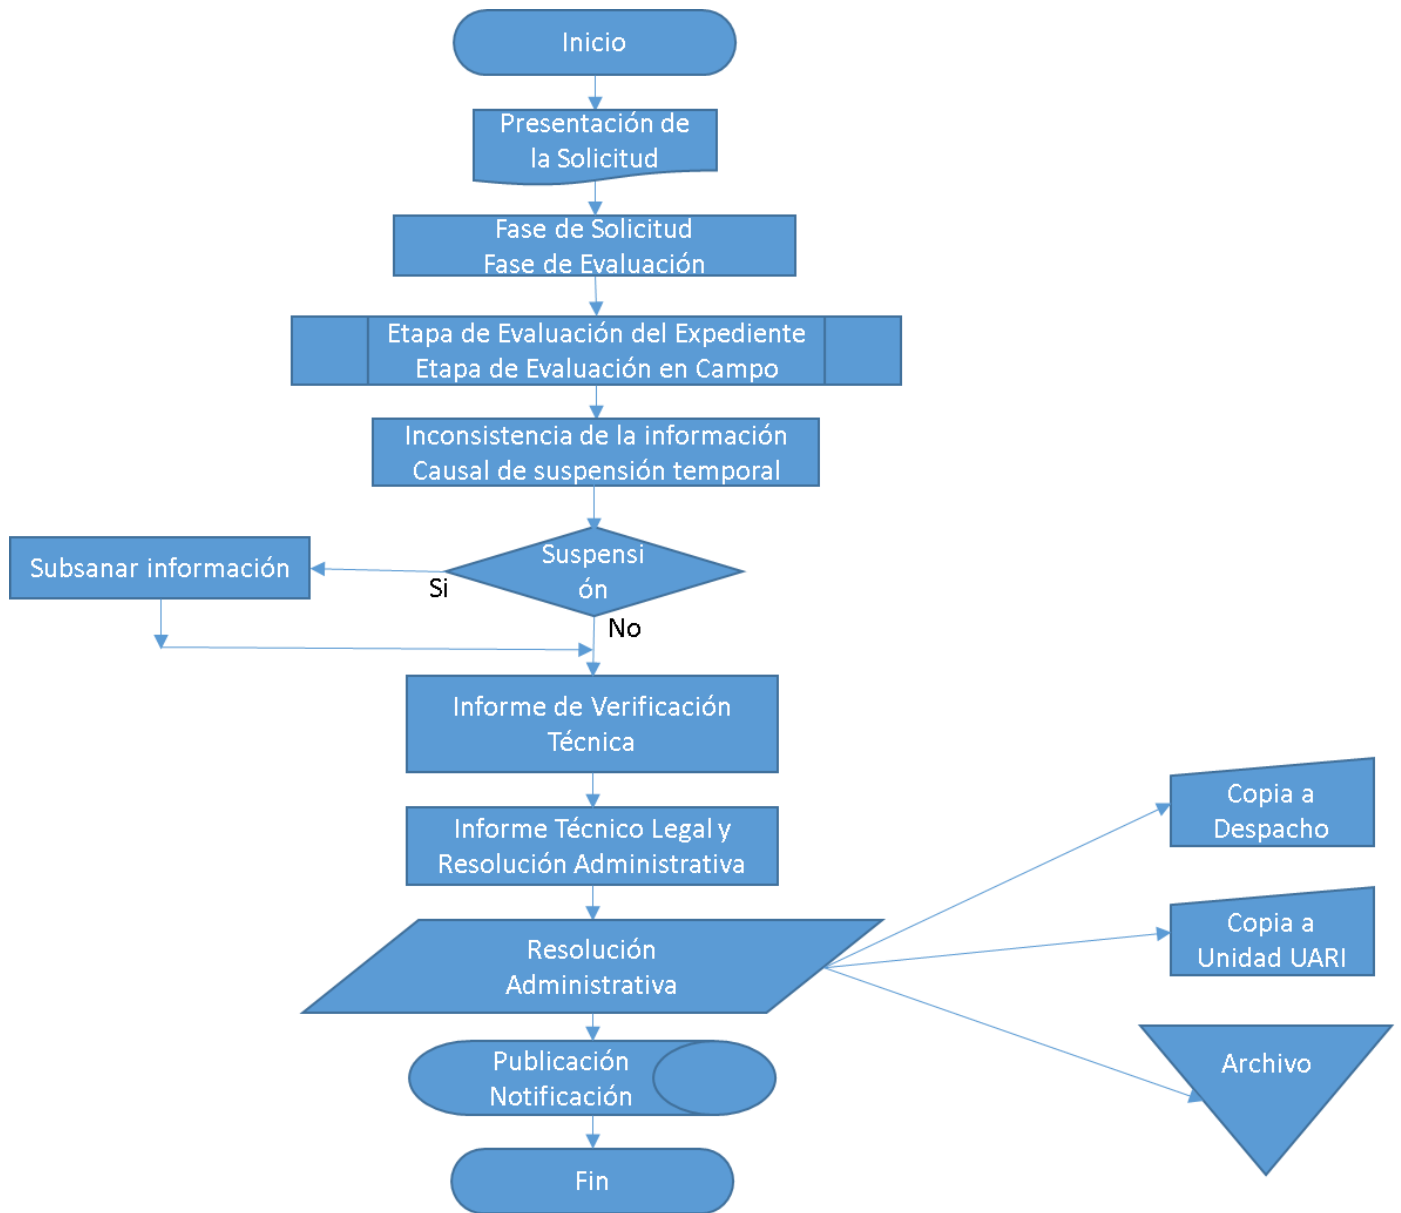 Inicio
Presentación de
la Solicitud
Fase de Solicitud
Fase de Evaluación
Etapa de Evaluación del Expediente
Etapa de Evaluación en Campo
Inconsistencia de la información
Causal de suspensión temporal
Suspensi
ón
Si
Subsanar información
No
Informe de Verificación
Técnica
Informe Técnico Legal y
Resolución Administrativa
Resolución
Administrativa
Copia a
Despacho
Copia a
Unidad UARI
Archivo
Publicación
Notificación
Fin